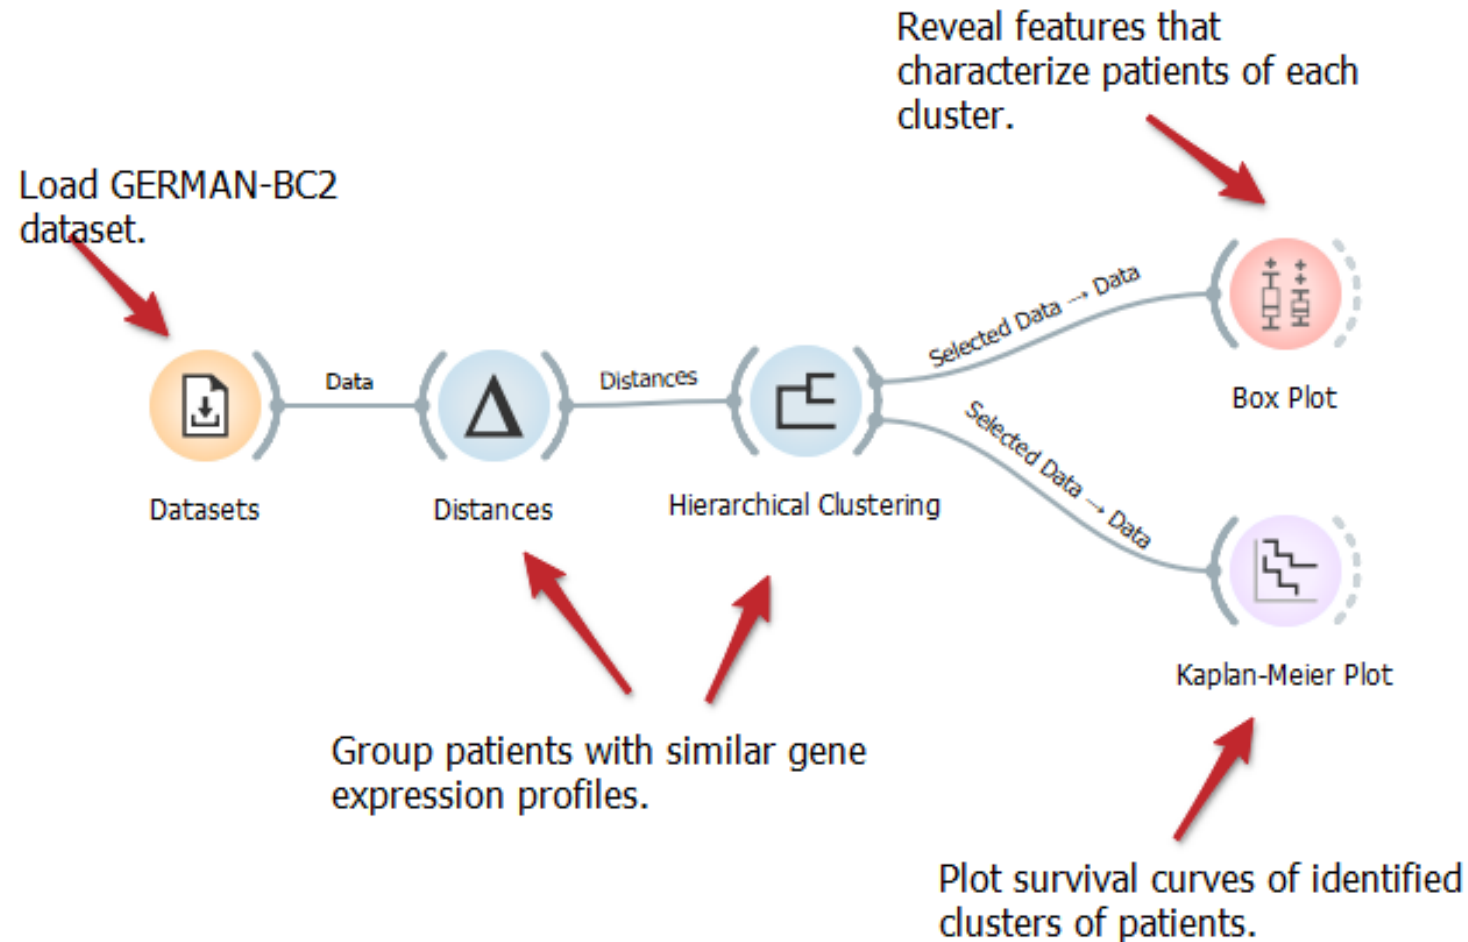 Reveal features that
characterize patients of each
cluster.
Load GERMAN-BC2
dataset.
Data
Distances
Selected Data → Data
Selected Data → Data
Datasets
Distances
Hierarchical Clustering
Box Plot
Kaplan-Meier Plot
Group patients with similar gene
expression profiles.
Plot survival curves of identified
clusters of patients.